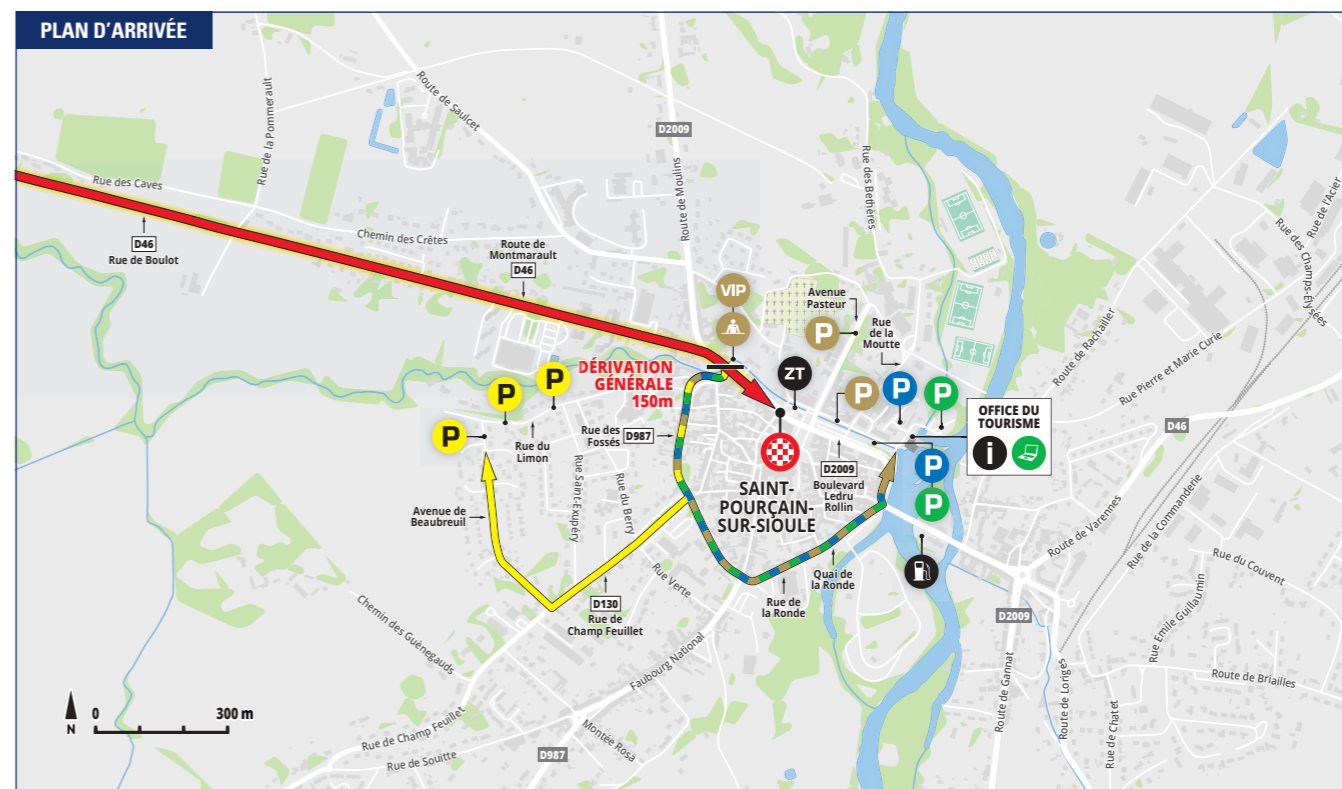 PLAN D'ARRIVÉE
Route de Saulcet
Rue de la Pommerault
D2009
Route de Moulins
Rue des Bethères
Rue des Caves
D46
Rue de Boulot
Chemin des Crêtes
Route de
Montmarault
D46
VIP
Avenue
Pasteur
P
Rue
de la
Moutte
Rue de l'Acier
Rue des Champs-Élysées
Route de Rachailler
Rue Pierre et Marie Curie
D46
DÉRIVATION
GÉNÉRALE
150m
ZT
P
P
P
OFFICE DU
TOURISME
i
P
P
P
P
P
Rue du
Limon
Rue des
Fossés
D987
Rue Saint-Exupéry
Rue du Berry
Avenue de
Beaubreuil
SAINT-
POURÇAIN-
SUR-SIOULE
D2009
Boulevard
Ledru
Rollin
Quai de
la Ronde
Rue de
la Ronde
Rue Verte
D130
Rue de
Champ Feuillet
Chemin des Guènegauds
Faubourg National
Route de Varennes
Rue de la Commanderie
Rue du Couvent
Rue Emile Guillaumin
D2009
Route de Gannat
Route de Loriges
Rue de Chatet
Route de Briailles
N
0
300 m
Rue de Champ Feuillet
Rue de Souitte
D987
Montée Rosa